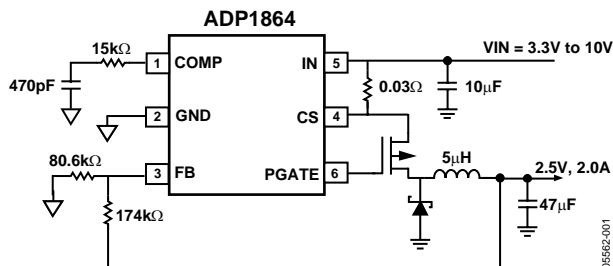 ADP1864
15kΩ
470pF
1 COMP
IN 5
VIN = 3.3V to 10V
0.03Ω
10μF
2 GND
CS 4
80.6kΩ
3 FB
PGATE 6
5μH
2.5V, 2.0A
174kΩ
47μF
05562-001